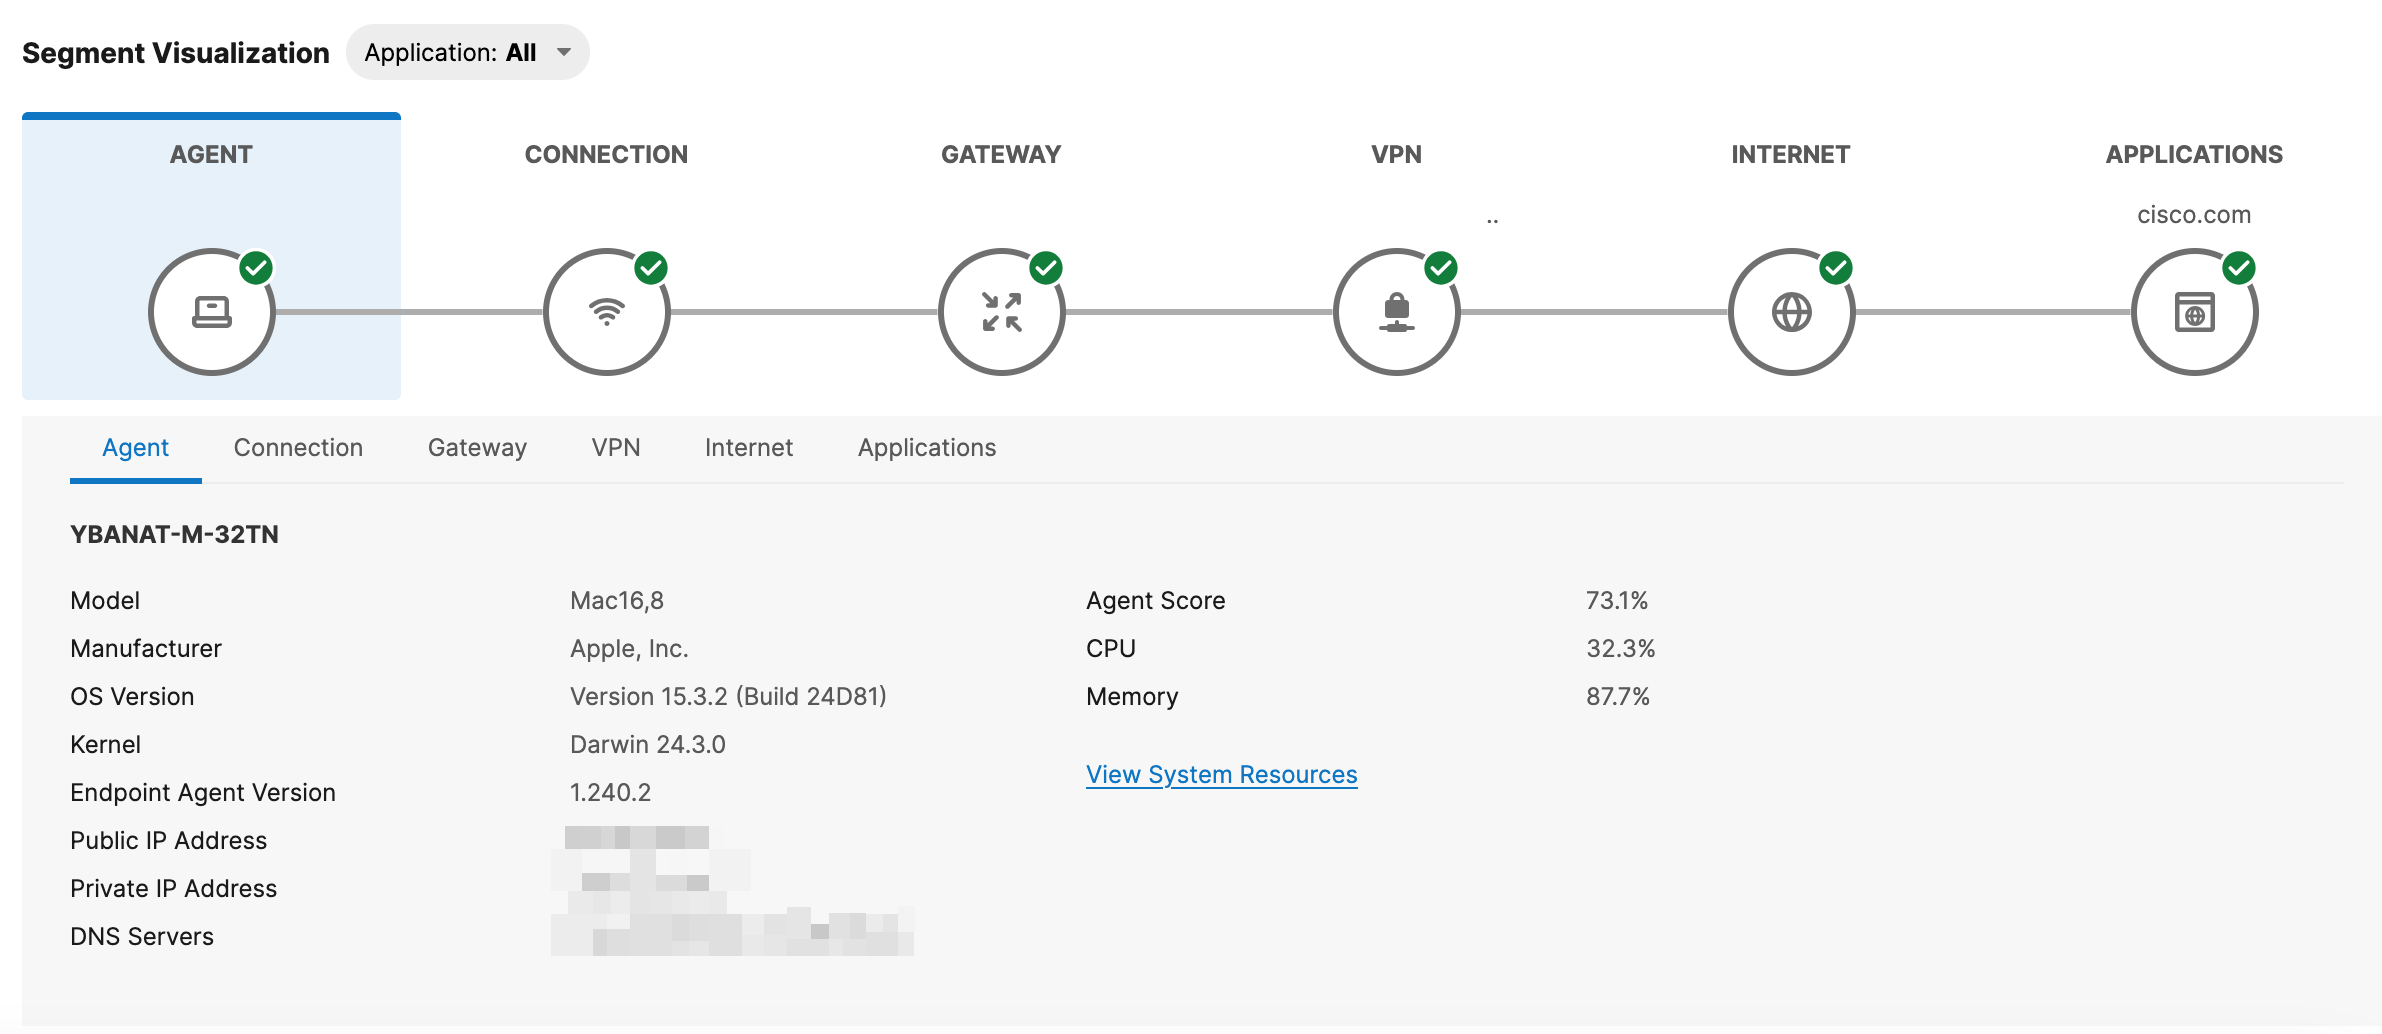 Segment Visualization Application: All
AGENT CONNECTION GATEWAY VPN INTERNET APPLICATIONS
..
cisco.com
Agent Connection Gateway VPN Internet Applications
YBANAT-M-32TN
Model Mac16,8
Manufacturer Apple, Inc.
OS Version Version 15.3.2 (Build 24D81)
Kernel Darwin 24.3.0
Endpoint Agent Version 1.240.2
Public IP Address
Private IP Address
DNS Servers
Agent Score 73.1%
CPU 32.3%
Memory 87.7%
View System Resources